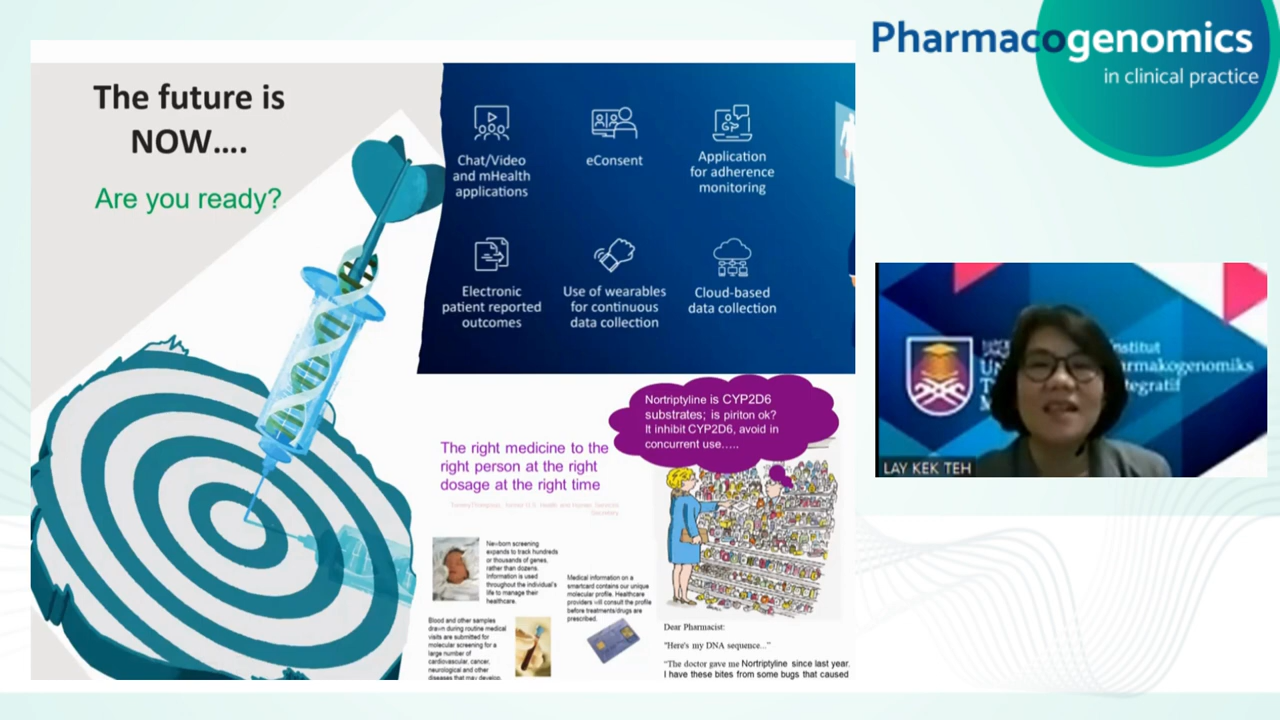 Pharmacogenomics
in clinical practice
The future is
NOW....
Are you ready?
Chat/Video
and mHealth
applications
eConsent
Application
for adherence
monitoring
Electronic
patient reported
outcomes
Use of wearables
for continuous
data collection
Cloud-based
data collection
Nortriptyline is CYP2D6
substrates; is piriton ok?
It inhibit CYP2D6, avoid in
concurrent use.....
The right medicine to the
right person at the right
dosage at the right time
Secretary
New-born screening
expands to track hundreds
or thousands of genes,
rather than dozens.
Information is used
throughout the individual's
life to manage their
healthcare.
Medical information on a
smartcard contains our unique
molecular profile. Healthcare
providers will consult the profile
before treatments/drugs are
prescribed.
Blood and other samples
drawn during routine medical
visits are submitted for
molecular screening for a
large number of
cardiovascular, cancer,
neurological and other
diseases that may develop.
Dear Pharmacist:
"Here's my DNA sequence..."
"The doctor gave me Nortriptyline since last year.
I have these bites from some bugs that caused
LAY KEK TEH